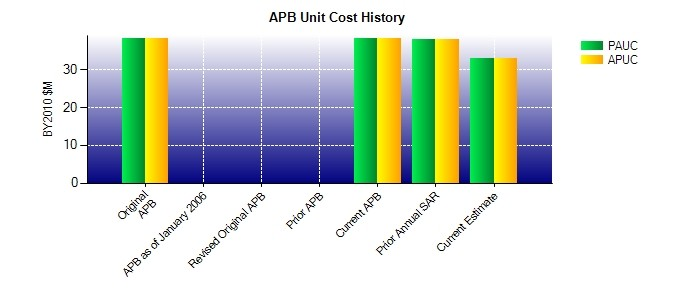 APB Unit Cost History
PAUC
APUC
BY2010 $M
30
20
10
0
Original
APB
APB as of January 2006
Revised Original APB
Prior APB
Current APB
Prior Annual SAR
Current Estimate